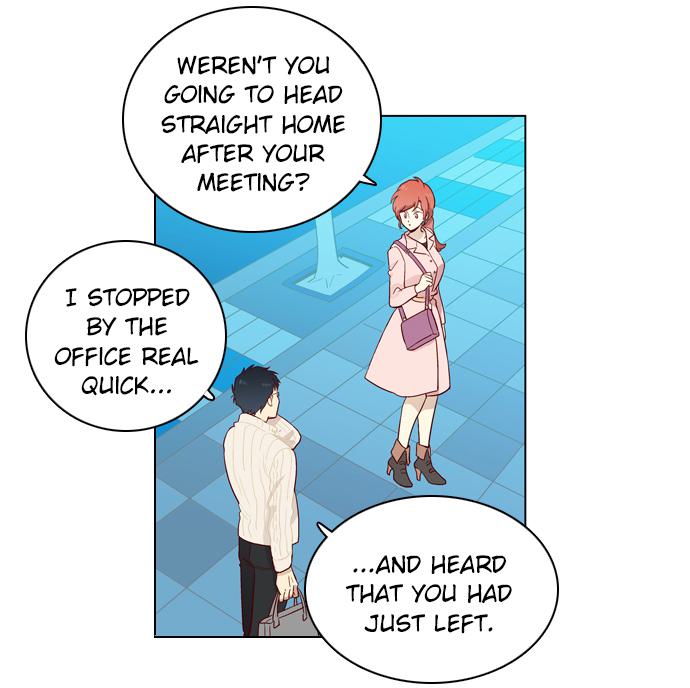 WEREN'T YOU
GOING TO HEAD
STRAIGHT HOME
AFTER YOUR
MEETING?
I STOPPED
BY THE
OFFICE REAL
QUICK...
...AND HEARD
THAT YOU HAD
JUST LEFT.